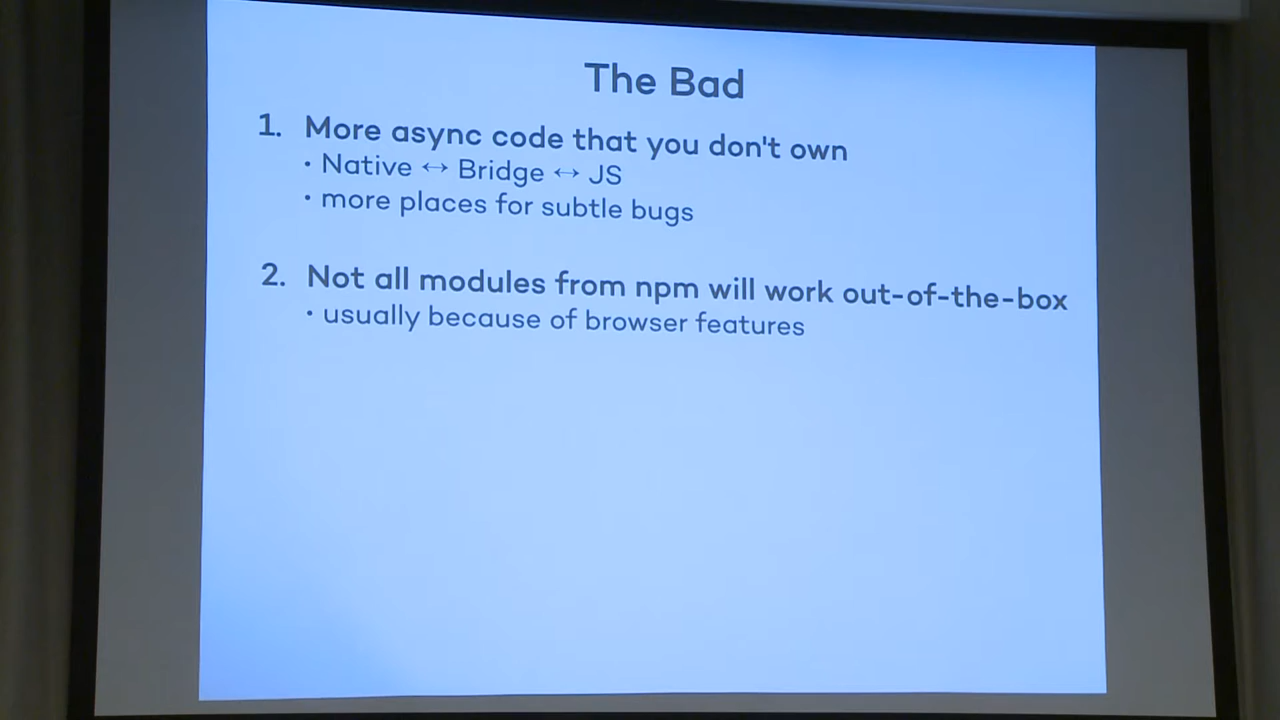 The Bad
1. More async code that you don't own
• Native ↔ Bridge ↔ JS
• more places for subtle bugs
2. Not all modules from npm will work out-of-the-box
• usually because of browser features